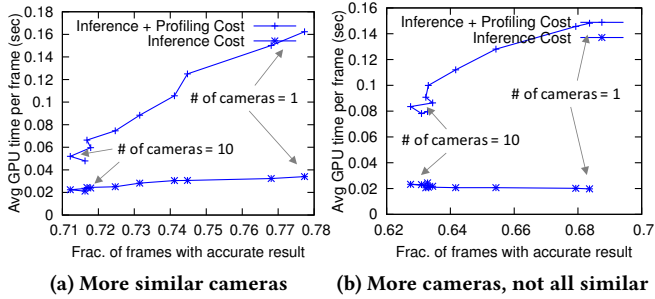 Inference + Profiling Cost
Inference Cost
Avg GPU time per frame (sec)
0.2
0.18
0.16
0.14
0.12
0.1
0.08
0.06
0.04
0.02
0
# of cameras = 1
# of cameras = 10
0.71 0.72 0.73 0.74 0.75 0.76 0.77 0.78
Frac. of frames with accurate result
(a) More similar cameras
Inference + Profiling Cost
Inference Cost
Avg GPU time per frame (sec)
0.16
0.14
0.12
0.1
0.08
0.06
0.04
0.02
0
# of cameras = 1
# of cameras = 10
0.62 0.64 0.66 0.68 0.7
Frac. of frames with accurate result
(b) More cameras, not all similar